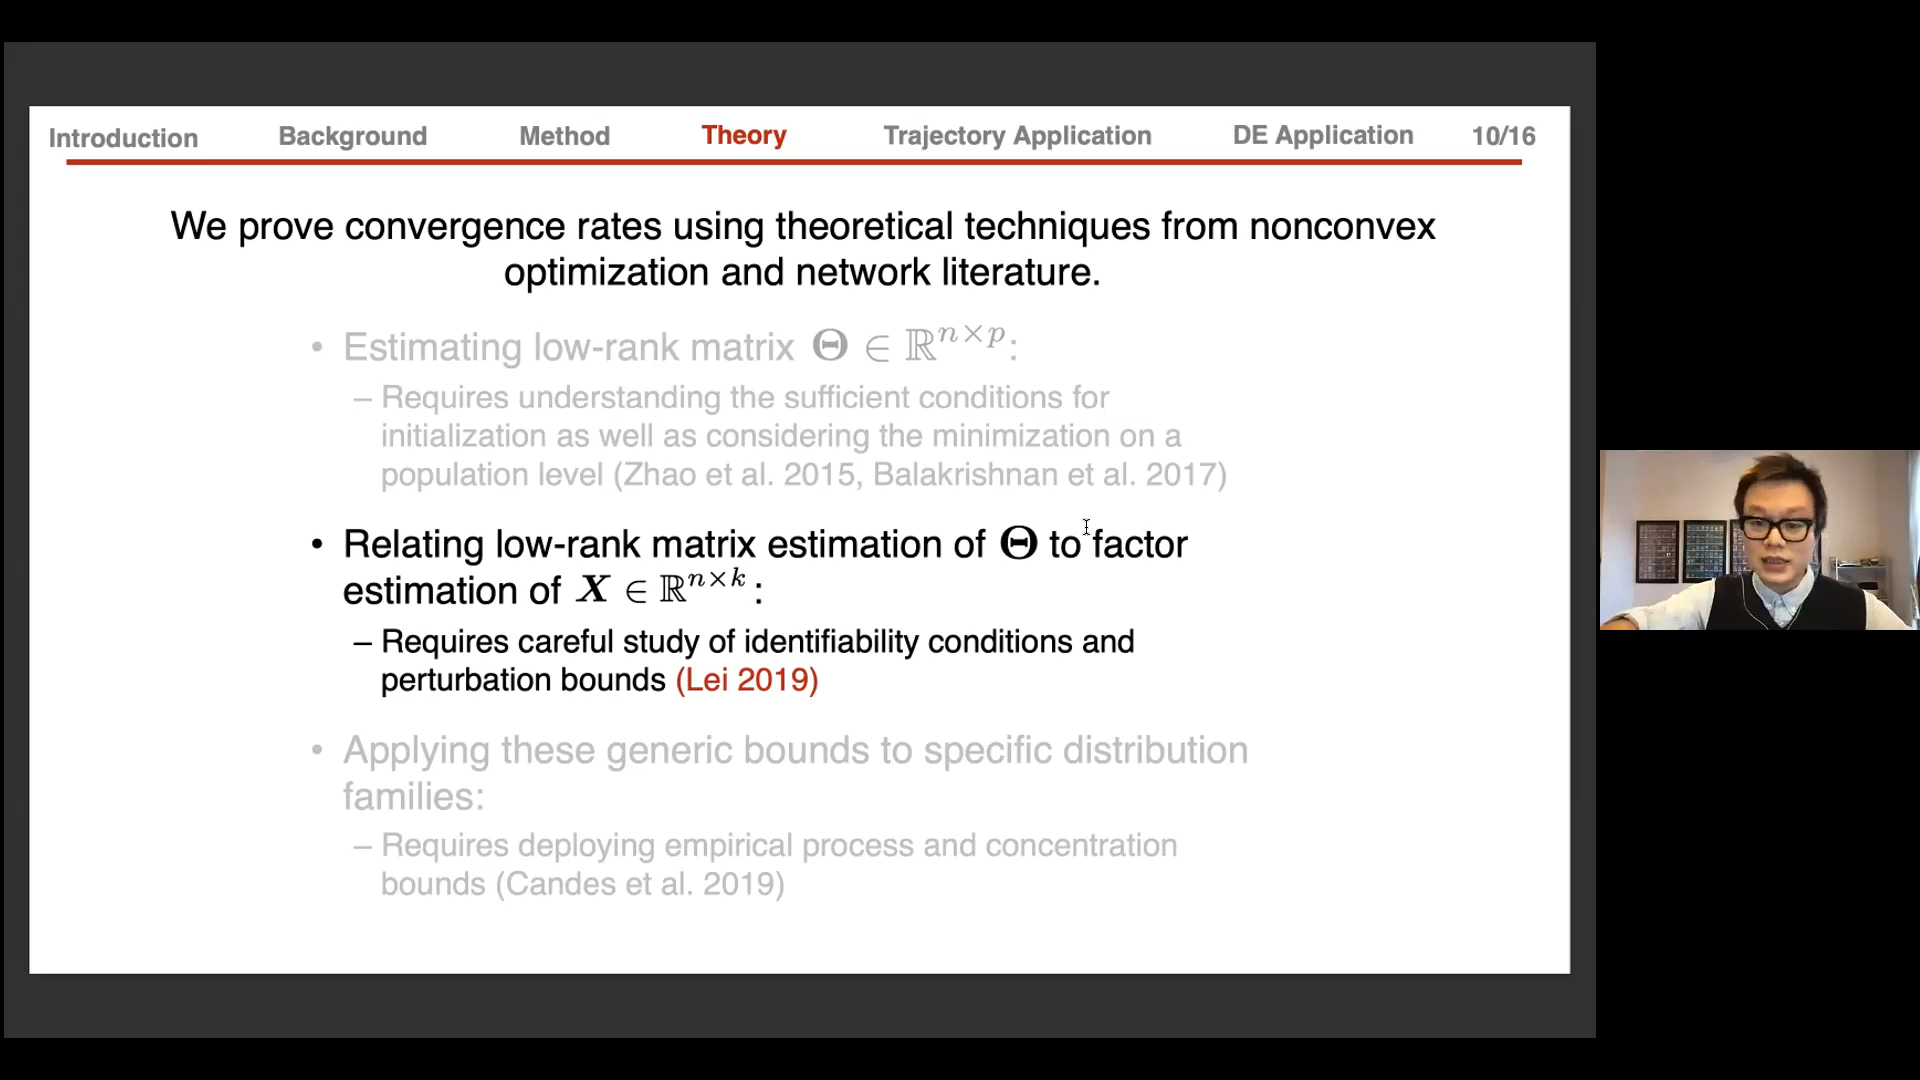 Introduction Background Method Theory Trajectory Application DE Application 10/16
We prove convergence rates using theoretical techniques from nonconvex
optimization and network literature.
• Estimating low-rank matrix Θ ∈ ℝⁿˣᵖ:
– Requires understanding the sufficient conditions for
initialization as well as considering the minimization on a
population level (Zhao et al. 2015, Balakrishnan et al. 2017)
• Relating low-rank matrix estimation of Θ to factor
estimation of X ∈ ℝⁿˣᵏ:
– Requires careful study of identifiability conditions and
perturbation bounds (Lei 2019)
• Applying these generic bounds to specific distribution
families:
– Requires deploying empirical process and concentration
bounds (Candes et al. 2019)